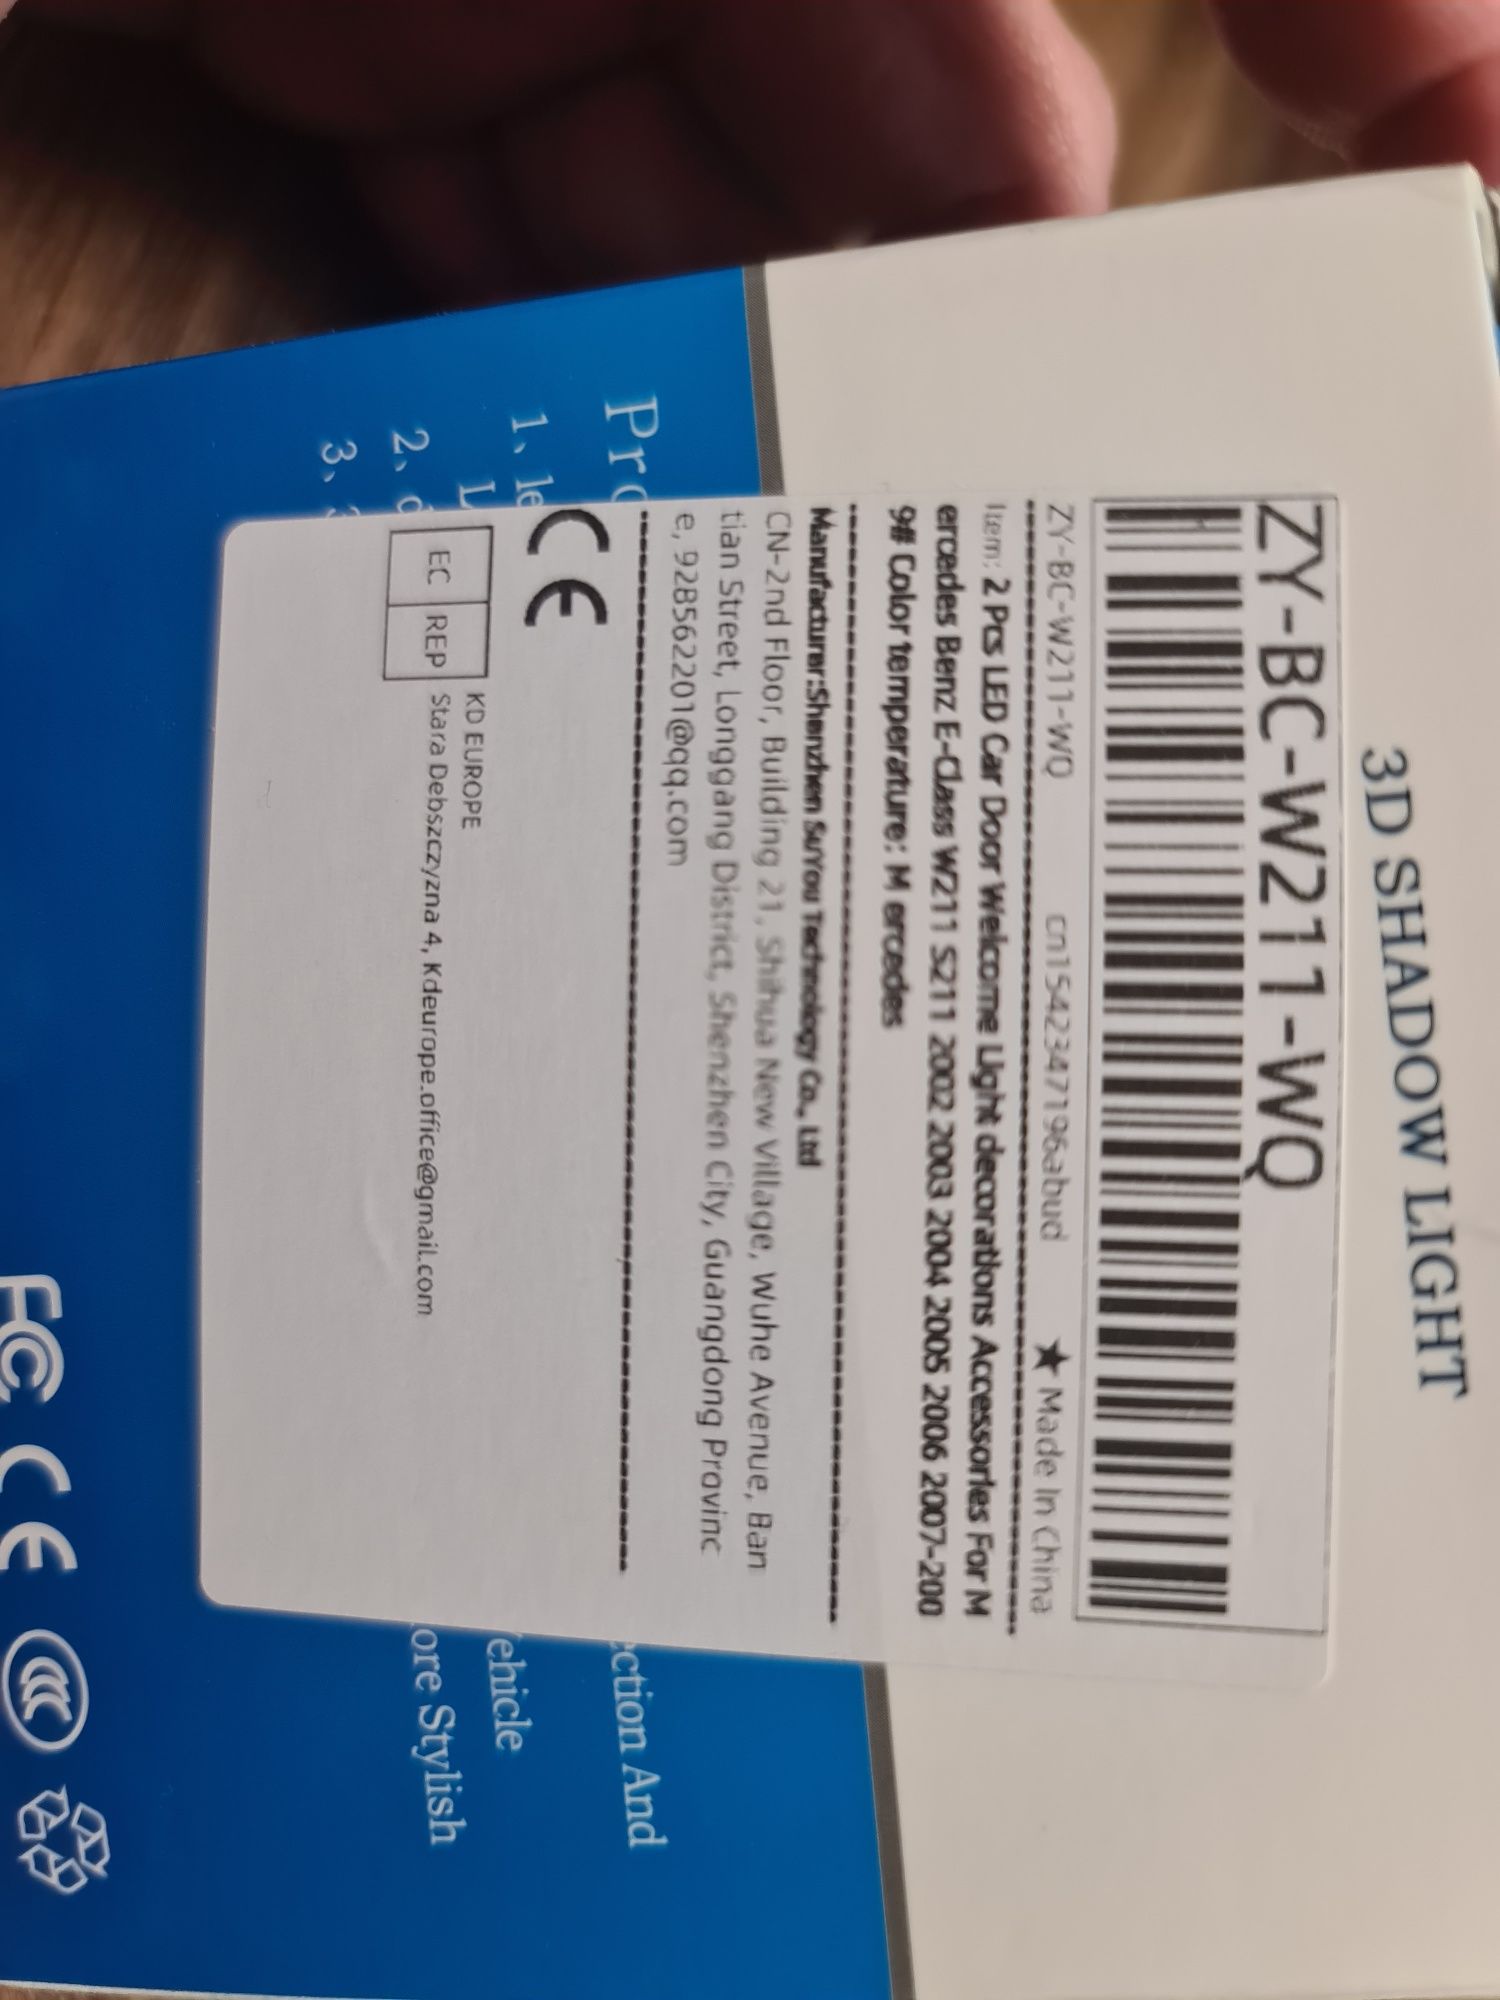 3D SHADOW LIGHT
ZY-BC-W211-WQ
ZY-BC-W211-WQ cn1542347196abud ★ Made In China
Item: 2 Pcs LED Car Door Welcome Light decorations Accessories For M
ercedes Benz E-Class W211 S211 2002 2003 2004 2005 2006 2007-200
9# Color temperature: M ercedes
Manufacturer:Shenzhen SuYou Technology Co., Ltd
CN-2nd Floor, Building 21, Shihua New Village, Wuhe Avenue, Ban
tian Street, Longgang District, Shenzhen City, Guangdong Provinc
e, 928562201@qq.com
CE
EC REP KD EUROPE
Stara Debszczyzna 4, Kdeurope.office@gmail.com
Pro
1、le ction And
L ehicle
2、 ore Stylish
3、
FC CE CCC